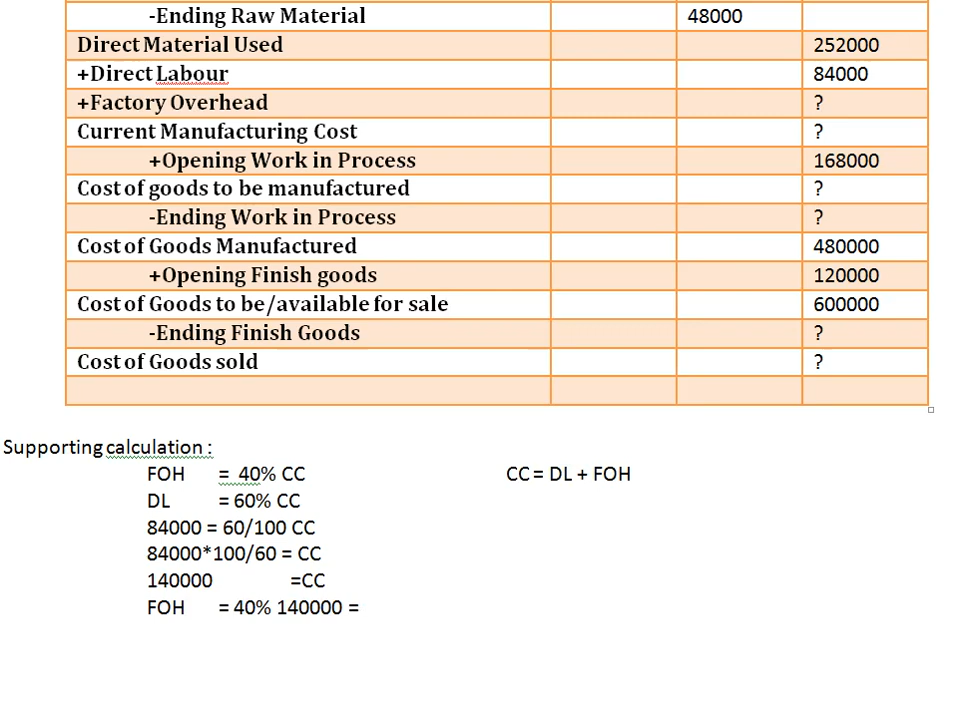 -Ending Raw Material 48000
Direct Material Used 252000
+Direct Labour 84000
+Factory Overhead ?
Current Manufacturing Cost ?
+Opening Work in Process 168000
Cost of goods to be manufactured ?
-Ending Work in Process ?
Cost of Goods Manufactured 480000
+Opening Finish goods 120000
Cost of Goods to be/available for sale 600000
-Ending Finish Goods ?
Cost of Goods sold ?
Supporting calculation :
FOH = 40% CC CC = DL + FOH
DL = 60% CC
84000 = 60/100 CC
84000*100/60 = CC
140000 =CC
FOH = 40% 140000 =